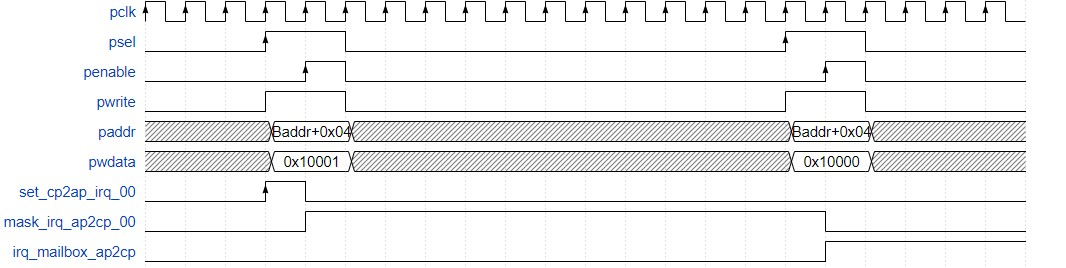 pclk
psel
penable
pwrite
paddr Baddr+0x04 Baddr+0x04
pwdata 0x10001 0x10000
set_cp2ap_irq_00
mask_irq_ap2cp_00
irq_mailbox_ap2cp